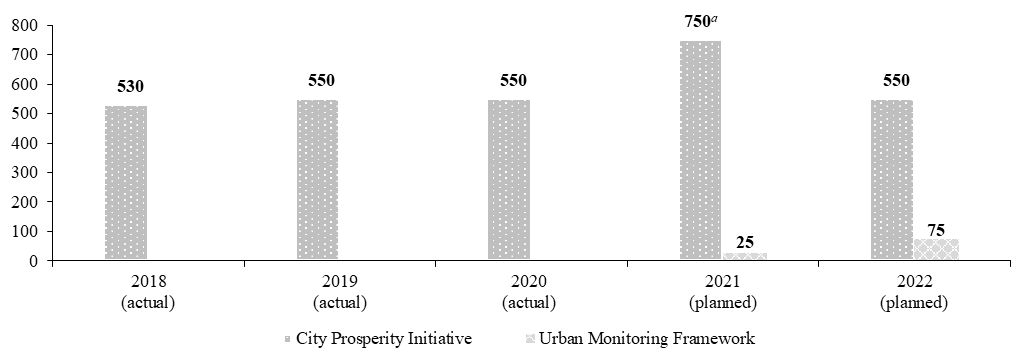 800
700
600
500
400
300
200
100
0
530
550
550
750a
25
550
75
2018
(actual)
2019
(actual)
2020
(actual)
2021
(planned)
2022
(planned)
City Prosperity Initiative
Urban Monitoring Framework